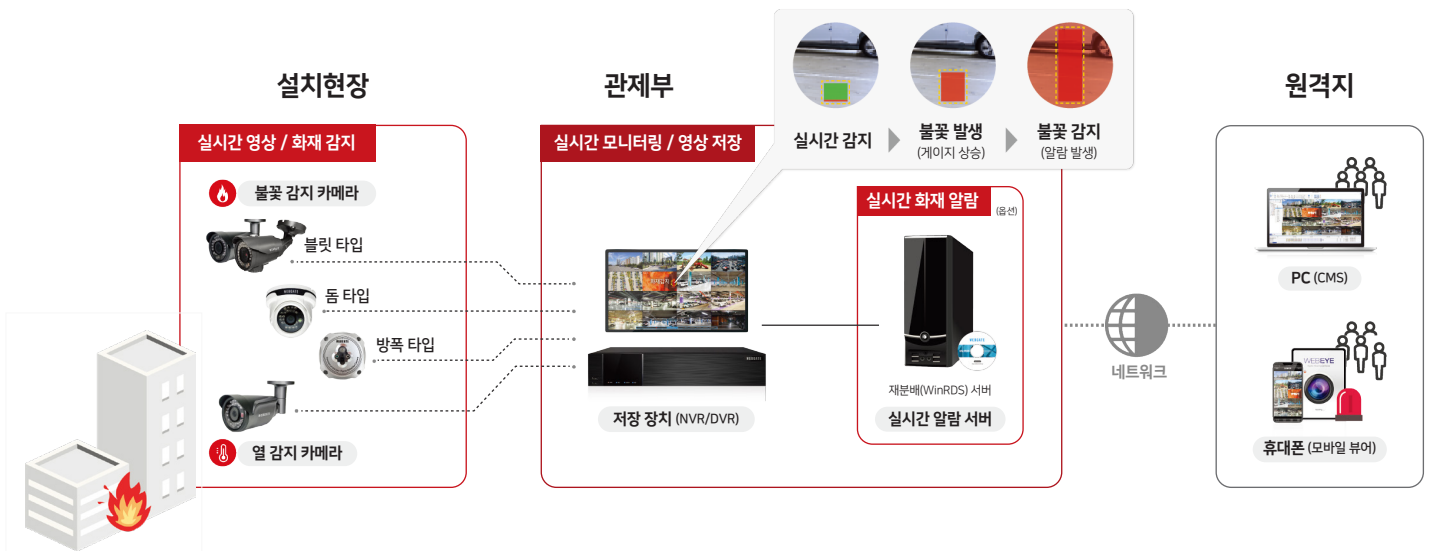 설치현장
관제부
원격지
실시간 영상 / 화재 감지
불꽃 감지 카메라
블릿 타입
돔 타입
방폭 타입
열 감지 카메라
실시간 모니터링 / 영상 저장
실시간 감지
불꽃 발생
(게이지 상승)
불꽃 감지
(알람 발생)
화재감지
저장 장치 (NVR/DVR)
실시간 화재 알람
(옵션)
WEBEYE
재분배(WinRDS) 서버
실시간 알람 서버
네트워크
PC (CMS)
WEBEYE
휴대폰 (모바일 뷰어)